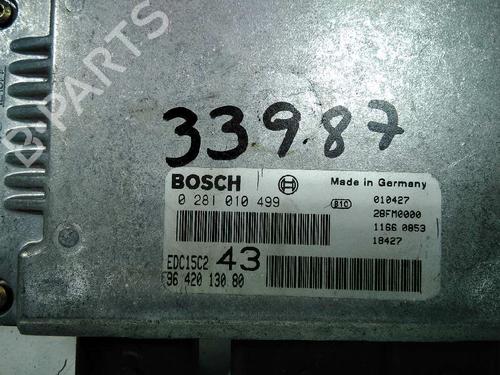 B-PARTS
33987
BOSCH
Made in Germany
0 281 010 499
810
010427
28FM0000
1166 0853
18427
EDC15C2 43
96 420 130 80